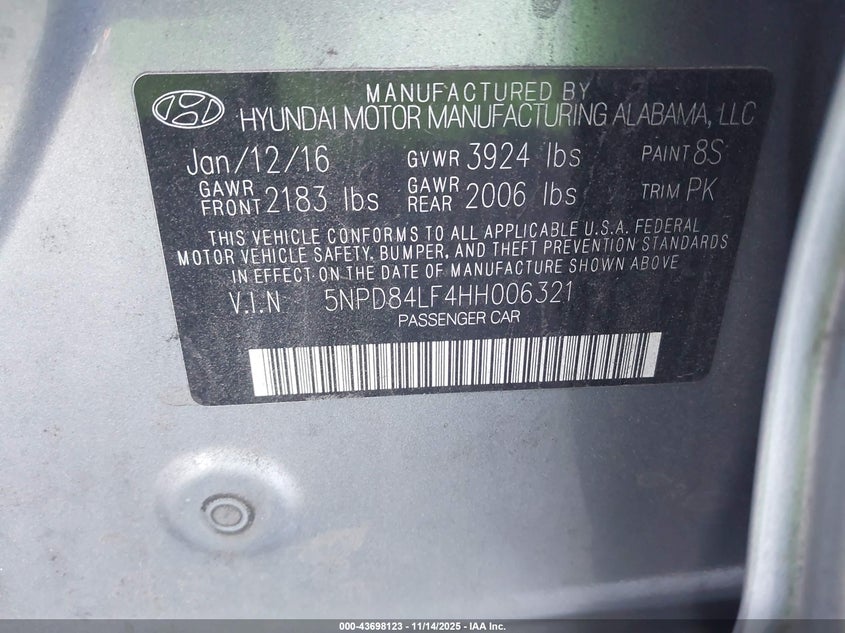 MANUFACTURED BY
HYUNDAI MOTOR MANUFACTURING ALABAMA, LLC
Jan/12/16 GVWR 3924 lbs PAINT 8S
GAWR FRONT 2183 lbs GAWR REAR 2006 lbs TRIM PK
THIS VEHICLE CONFORMS TO ALL APPLICABLE U.S.A. FEDERAL
MOTOR VEHICLE SAFETY, BUMPER, AND THEFT PREVENTION STANDARDS
IN EFFECT ON THE DATE OF MANUFACTURE SHOWN ABOVE
V.I.N 5NPD84LF4HH006321
PASSENGER CAR
000-43698123 - 11/14/2025 - IAA Inc.